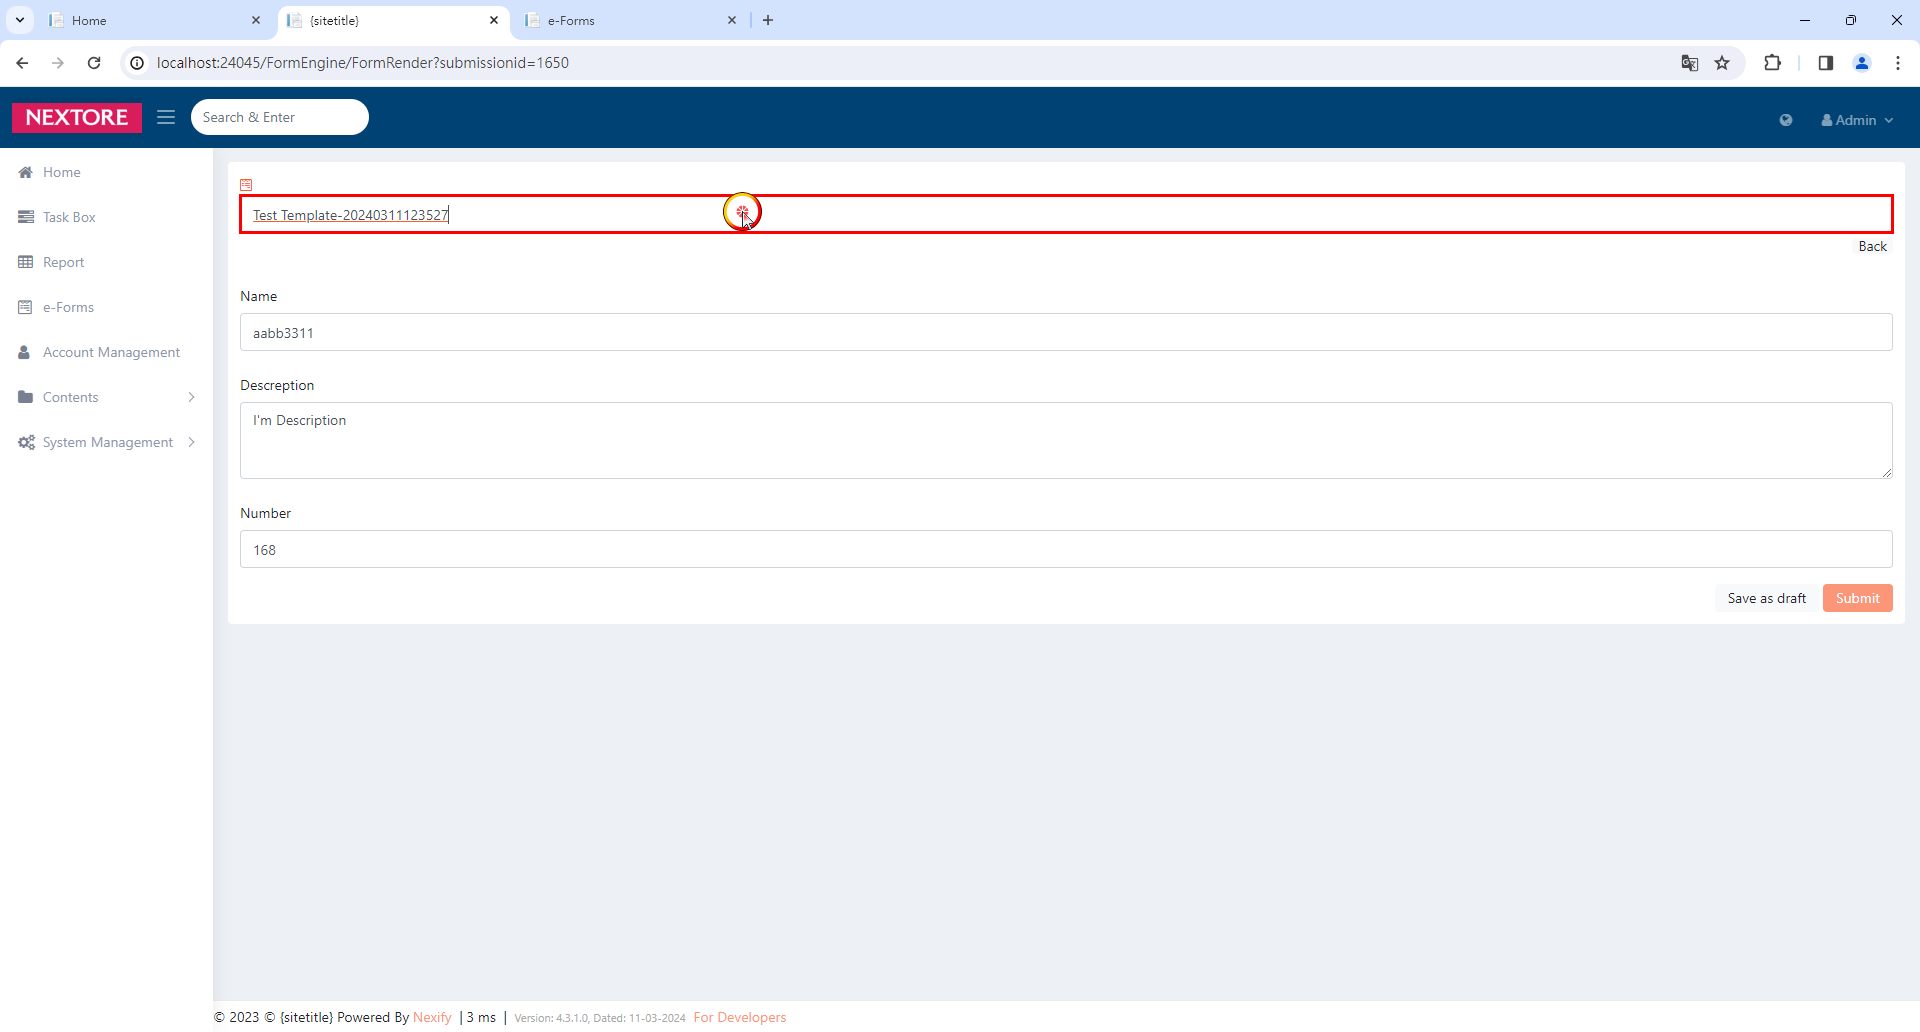 Home
{sitetitle}
e-Forms
localhost:24045/FormEngine/FormRender?submissionid=1650
NEXTORE
Search & Enter
Admin
Home
Task Box
Report
e-Forms
Account Management
Contents
System Management
Test Template-20240311123527
Back
Name
aabb3311
Descreption
I'm Description
Number
168
Save as draft
Submit
© 2023 © {sitetitle} Powered By Nexify | 3 ms | Version: 4.3.1.0, Dated: 11-03-2024 For Developers